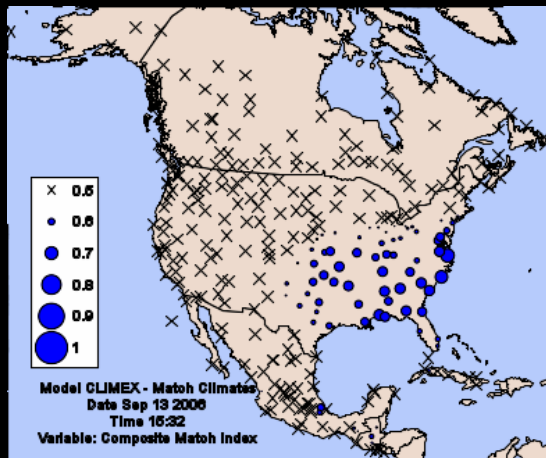 0.5
0.6
0.7
0.8
0.9
1
Model CLIMEX - Match Climates
Date Sep 13 2006
Time 15:32
Variable: Composite Match Index